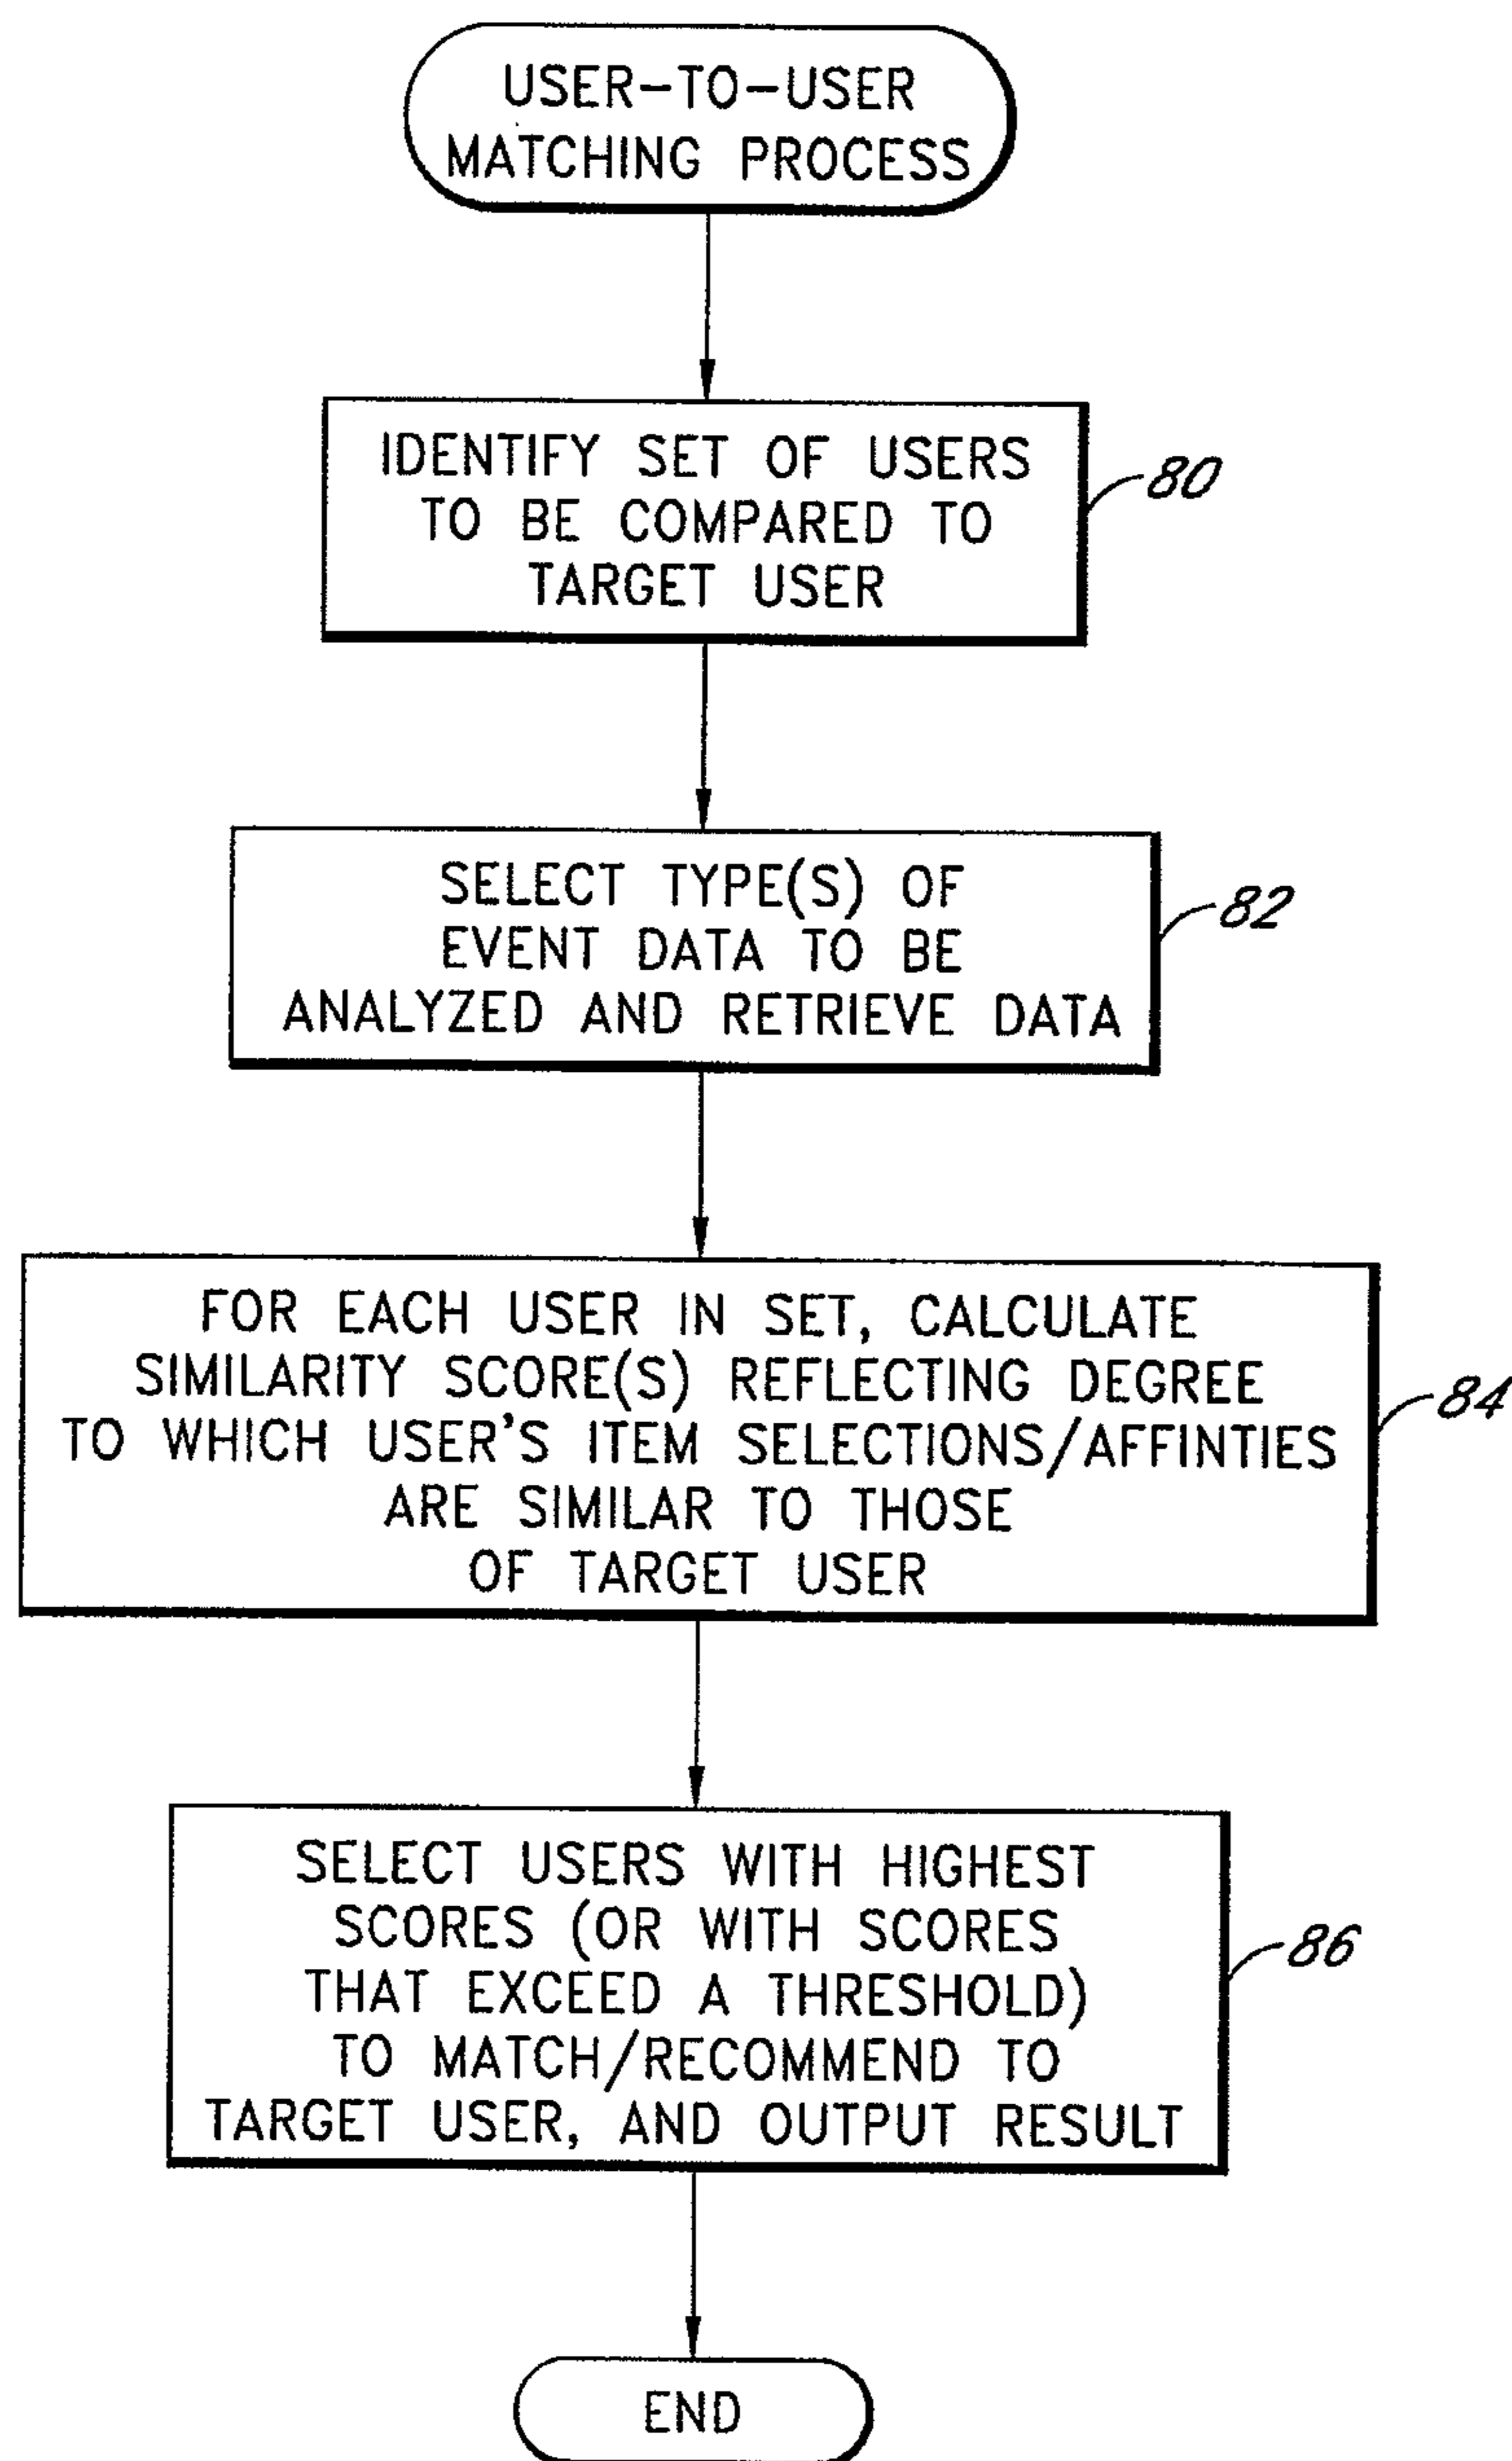 USER-TO-USER
MATCHING PROCESS
IDENTIFY SET OF USERS
TO BE COMPARED TO
TARGET USER
80
SELECT TYPE(S) OF
EVENT DATA TO BE
ANALYZED AND RETRIEVE DATA
82
FOR EACH USER IN SET, CALCULATE
SIMILARITY SCORE(S) REFLECTING DEGREE
TO WHICH USER'S ITEM SELECTIONS/AFFINTIES
ARE SIMILAR TO THOSE
OF TARGET USER
84
SELECT USERS WITH HIGHEST
SCORES (OR WITH SCORES
THAT EXCEED A THRESHOLD)
TO MATCH/RECOMMEND TO
TARGET USER, AND OUTPUT RESULT
86
END